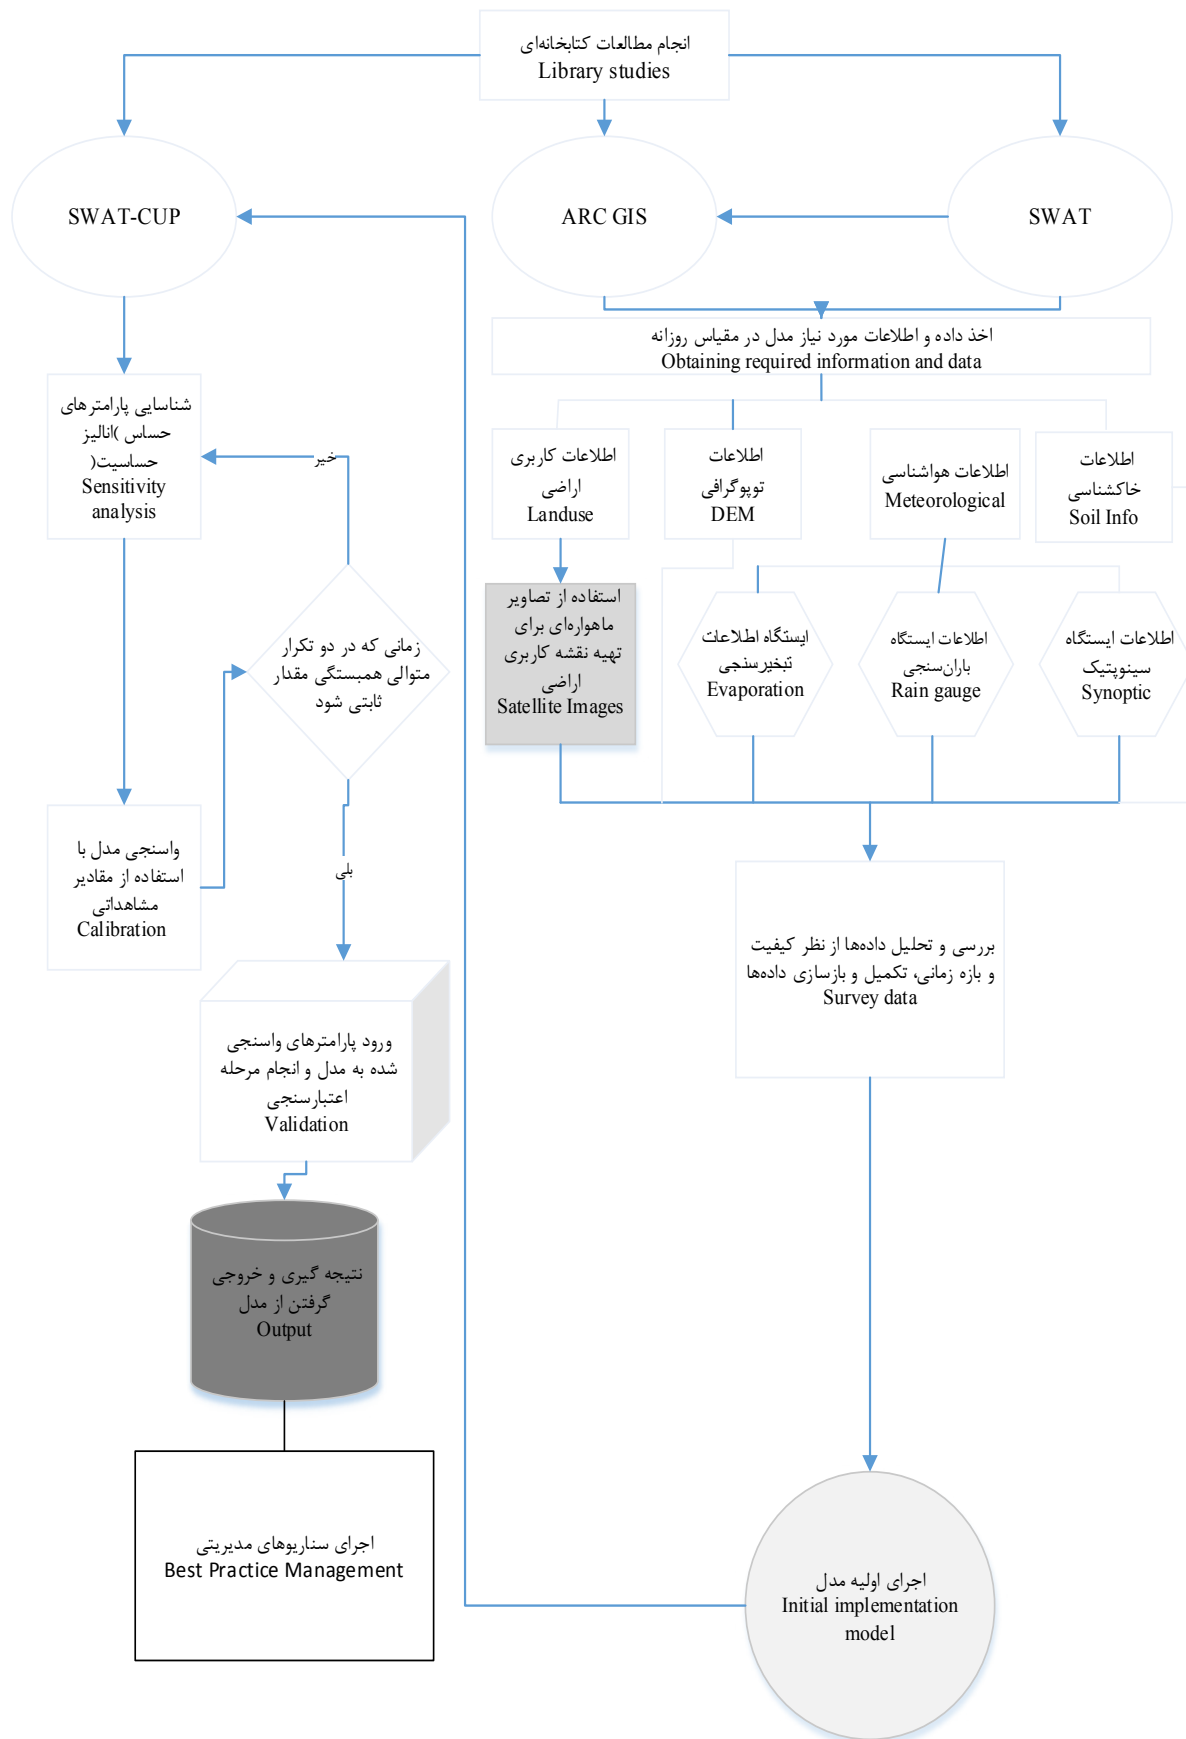 انجام مطالعات کتابخانه‌ای
Library studies
SWAT-CUP
ARC GIS
SWAT
اخذ داده و اطلاعات مورد نیاز مدل در مقیاس روزانه
Obtaining required information and data
شناسایی پارامترهای
حساس )انالیز
حساسیت(
Sensitivity
analysis
خیر
اطلاعات کاربری
اراضی
Landuse
اطلاعات
توپوگرافی
DEM
اطلاعات هواشناسی
Meteorological
اطلاعات
خاکشناسی
Soil Info
استفاده از تصاویر
ماهواره‌ای برای
تهیه نقشه کاربری
اراضی
Satellite Images
ایستگاه اطلاعات
تبخیرسنجی
Evaporation
اطلاعات ایستگاه
باران‌سنجی
Rain gauge
اطلاعات ایستگاه
سینوپتیک
Synoptic
زمانی که در دو تکرار
متوالی همبستگی مقدار
ثابتی شود
واسنجی مدل با
استفاده از مقادیر
مشاهداتی
Calibration
بلی
بررسی و تحلیل داده‌ها از نظر کیفیت
و بازه زمانی، تکمیل و بازسازی داده‌ها
Survey data
ورود پارامترهای واسنجی
شده به مدل و انجام مرحله
اعتبارسنجی
Validation
نتیجه گیری و خروجی
گرفتن از مدل
Output
اجرای سناریوهای مدیریتی
Best Practice Management
اجرای اولیه مدل
Initial implementation
model